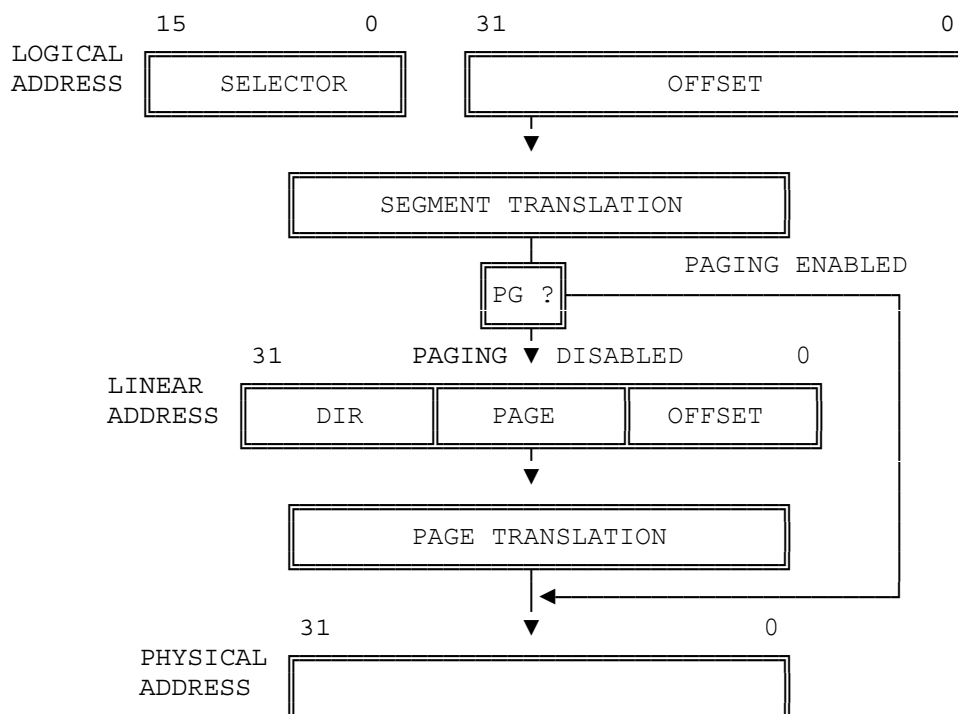 15 0 31 0
LOGICAL
ADDRESS SELECTOR OFFSET
SEGMENT TRANSLATION
PAGING ENABLED
PG ?
31 PAGING DISABLED 0
LINEAR
ADDRESS DIR PAGE OFFSET
PAGE TRANSLATION
31 0
PHYSICAL
ADDRESS